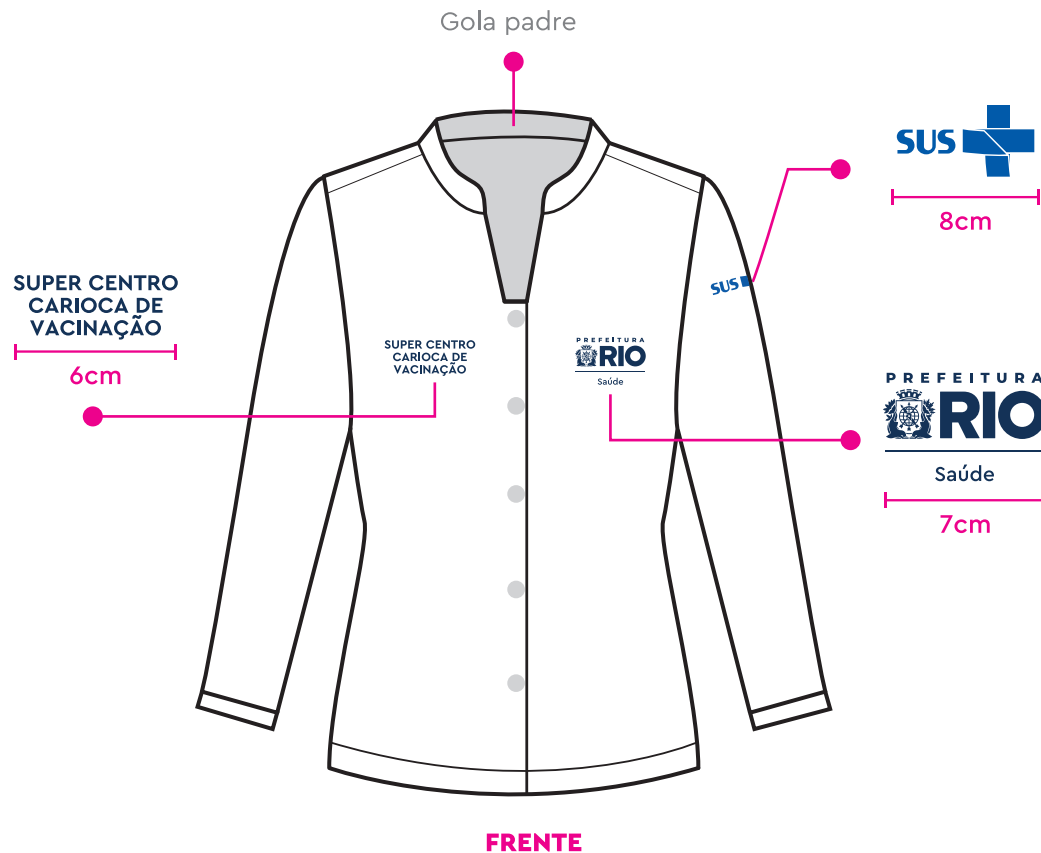 Gola padre
SUS
8cm
SUS
SUPER CENTRO
CARIOCA DE
VACINAÇÃO
6cm
SUPER CENTRO
CARIOCA DE
VACINAÇÃO
PREFEITURA
RIO
Saúde
PREFEITURA
RIO
Saúde
7cm
FRENTE